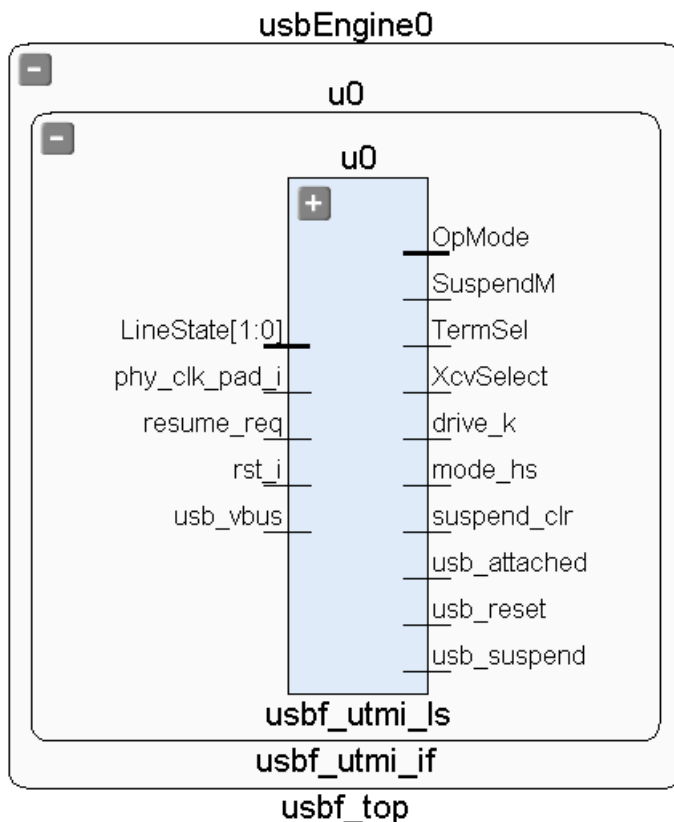 usbEngine0
u0
u0
OpMode
SuspendM
LineState[1:0]
TermSel
phy_clk_pad_i
XcvSelect
resume_req
drive_k
rst_i
mode_hs
usb_vbus
suspend_clr
usb_attached
usb_reset
usb_suspend
usbf_utmi_ls
usbf_utmi_if
usbf_top